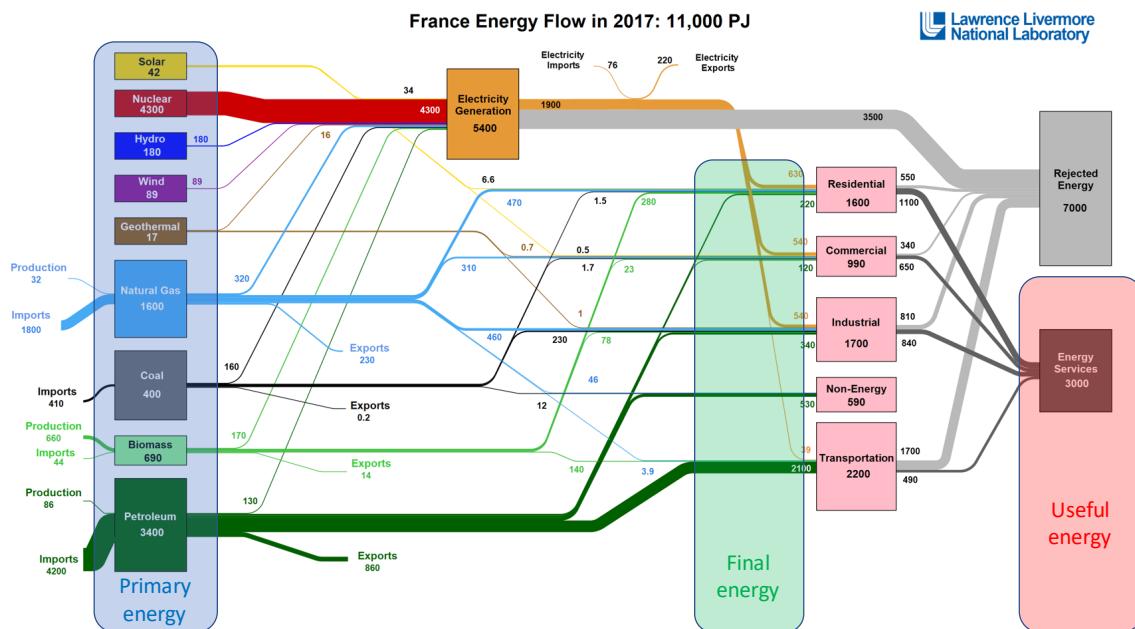 France Energy Flow in 2017: 11,000 PJ
Lawrence Livermore
National Laboratory
Solar
42
Nuclear
4300
Hydro
180
180
Wind
89
89
Geothermal
17
Production
32
Imports
1800
Natural Gas
1600
Exports
230
Imports
410
Coal
400
Exports
0.2
Production
660
Imports
44
Biomass
690
Exports
14
Production
86
Imports
4200
Petroleum
3400
Exports
860
Primary
energy
34
4300
16
320
160
170
130
Electricity
Generation
5400
1900
Electricity
Imports
76
220
Electricity
Exports
3500
6.6
470
1.5
280
0.7
0.5
310
1.7
23
1
460
230
78
46
12
140
3.9
630
220
540
120
540
340
530
39
2100
Final
energy
Residential
1600
550
1100
Commercial
990
340
650
Industrial
1700
810
840
Non-Energy
590
Transportation
2200
1700
490
Rejected
Energy
7000
Energy
Services
3000
Useful
energy